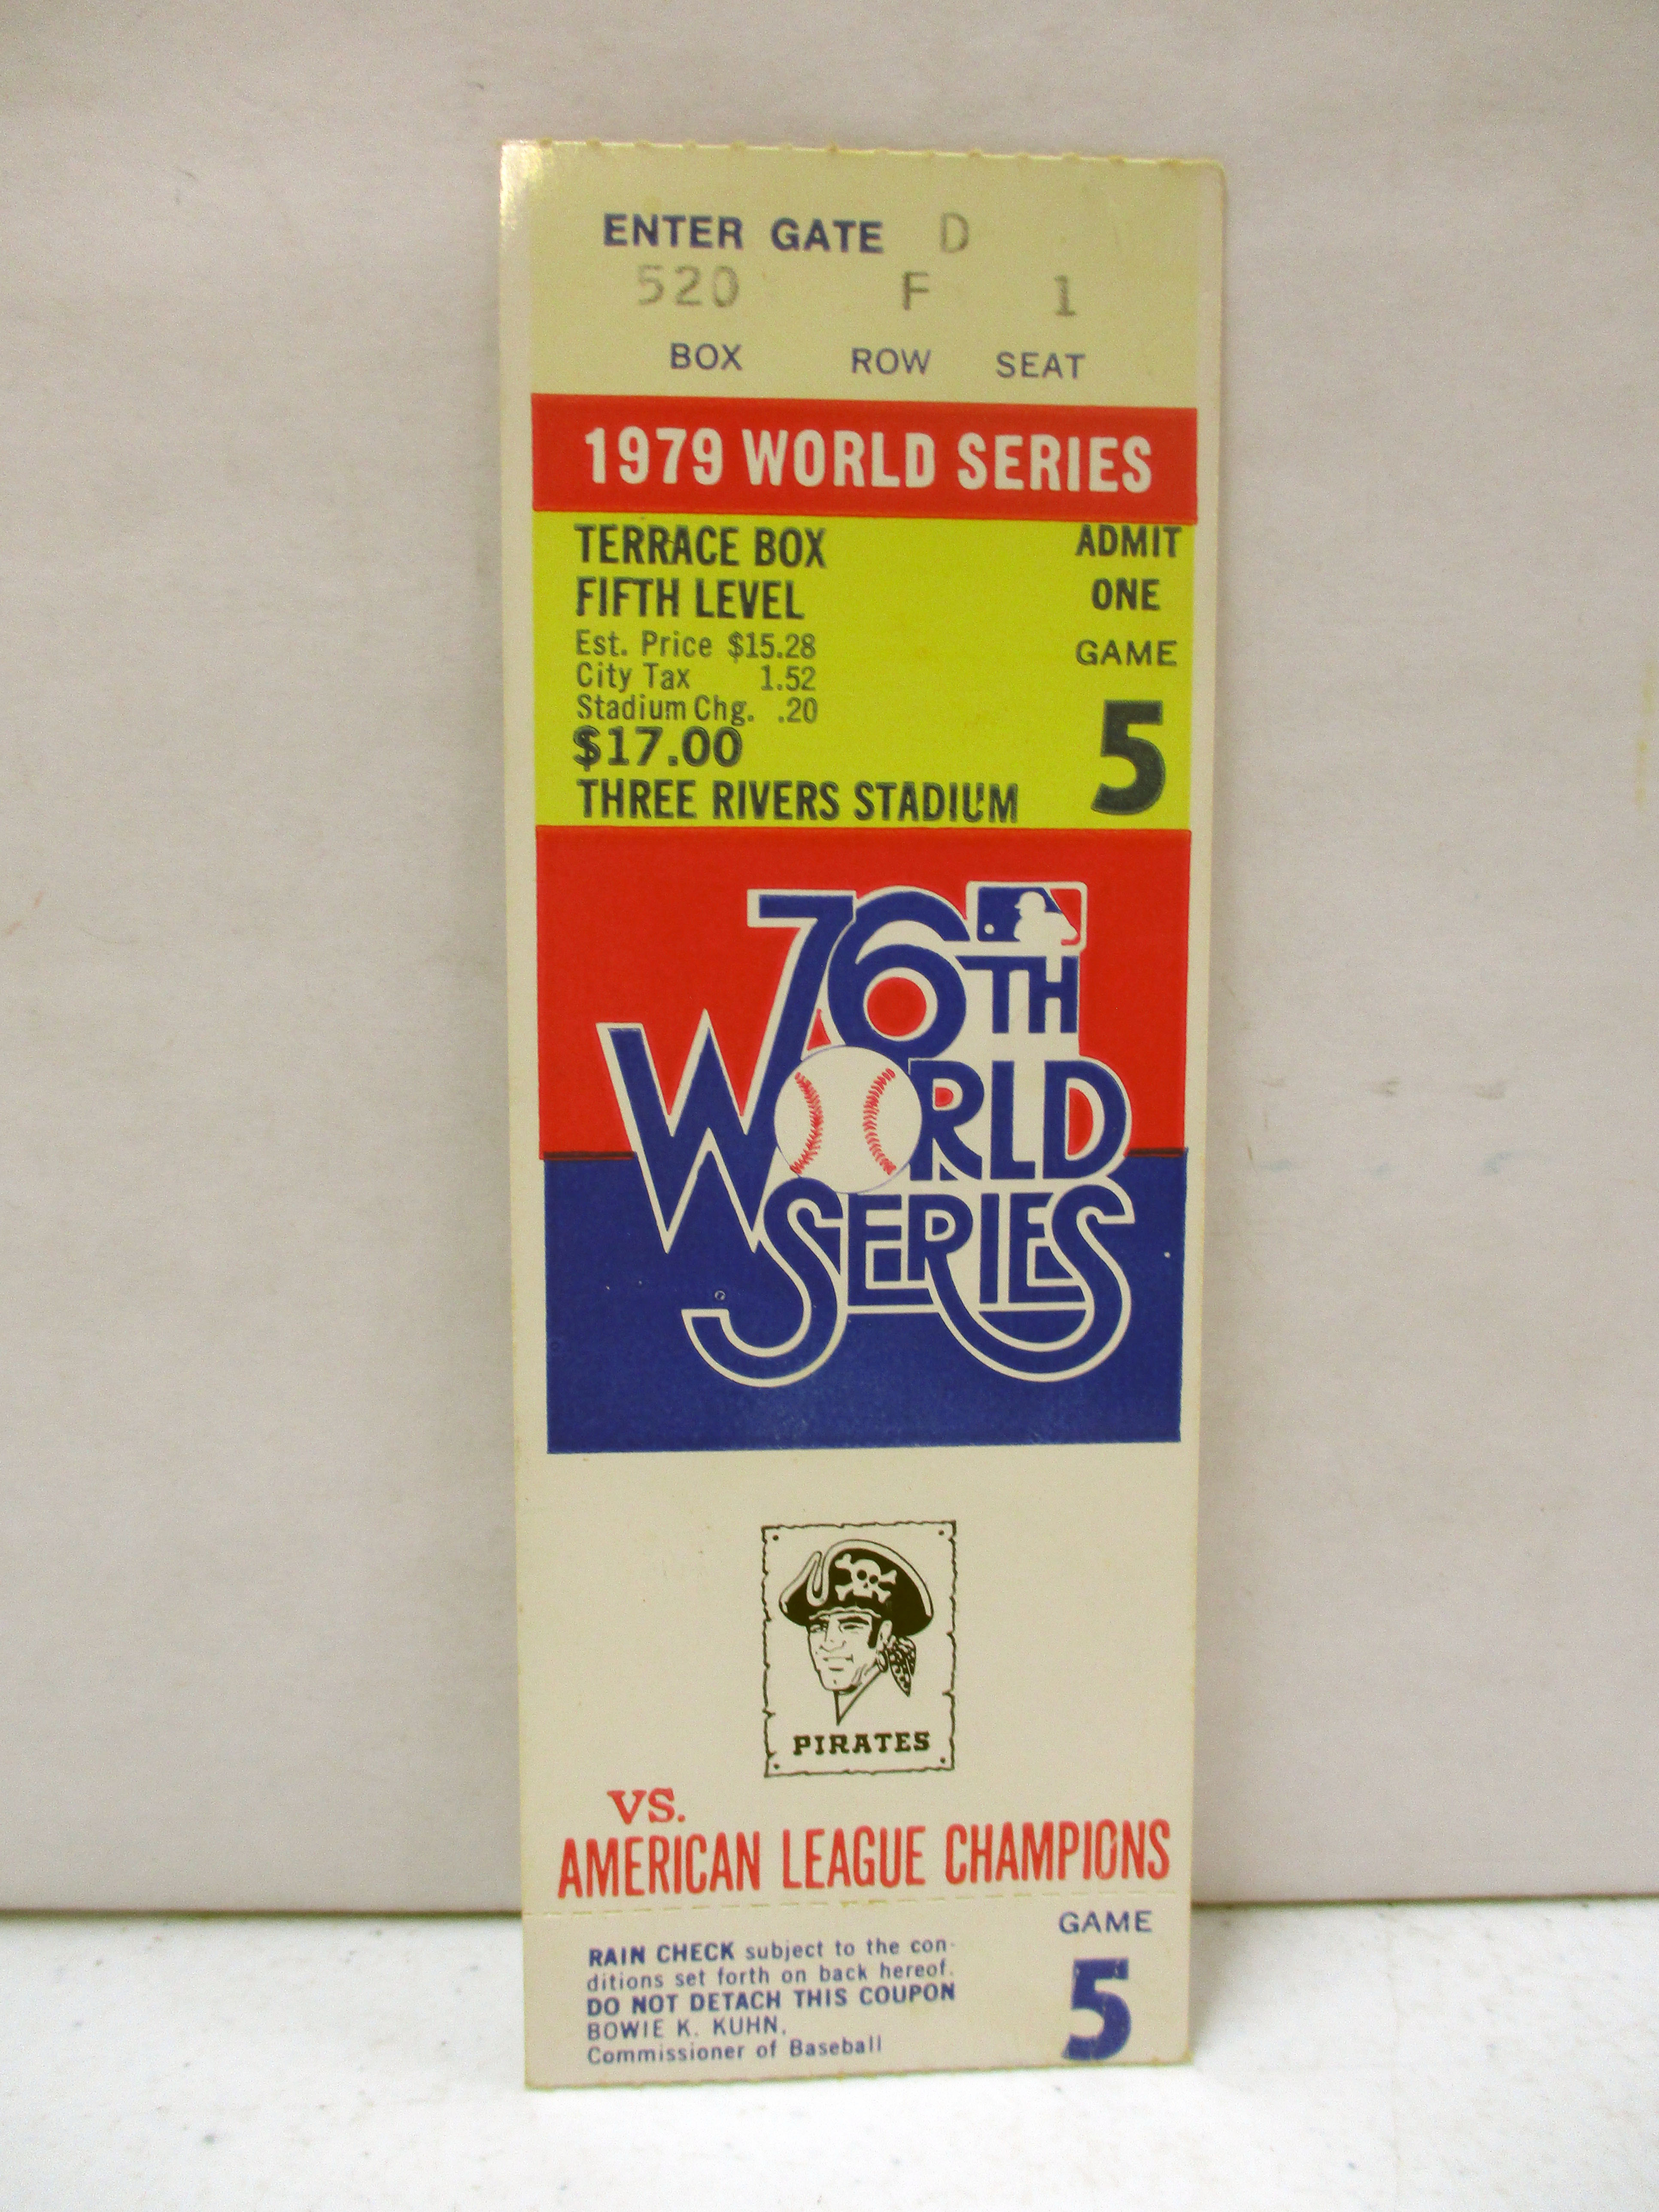 ENTER GATE D
520 F 1
BOX ROW SEAT
1979 WORLD SERIES
TERRACE BOX
FIFTH LEVEL
Est. Price $15.28
City Tax 1.52
Stadium Chg. .20
$17.00
THREE RIVERS STADIUM
ADMIT
ONE
GAME
5
76TH
WORLD
SERIES
PIRATES
VS.
AMERICAN LEAGUE CHAMPIONS
RAIN CHECK subject to the con-
ditions set forth on back hereof.
DO NOT DETACH THIS COUPON
BOWIE K. KUHN,
Commissioner of Baseball
GAME
5